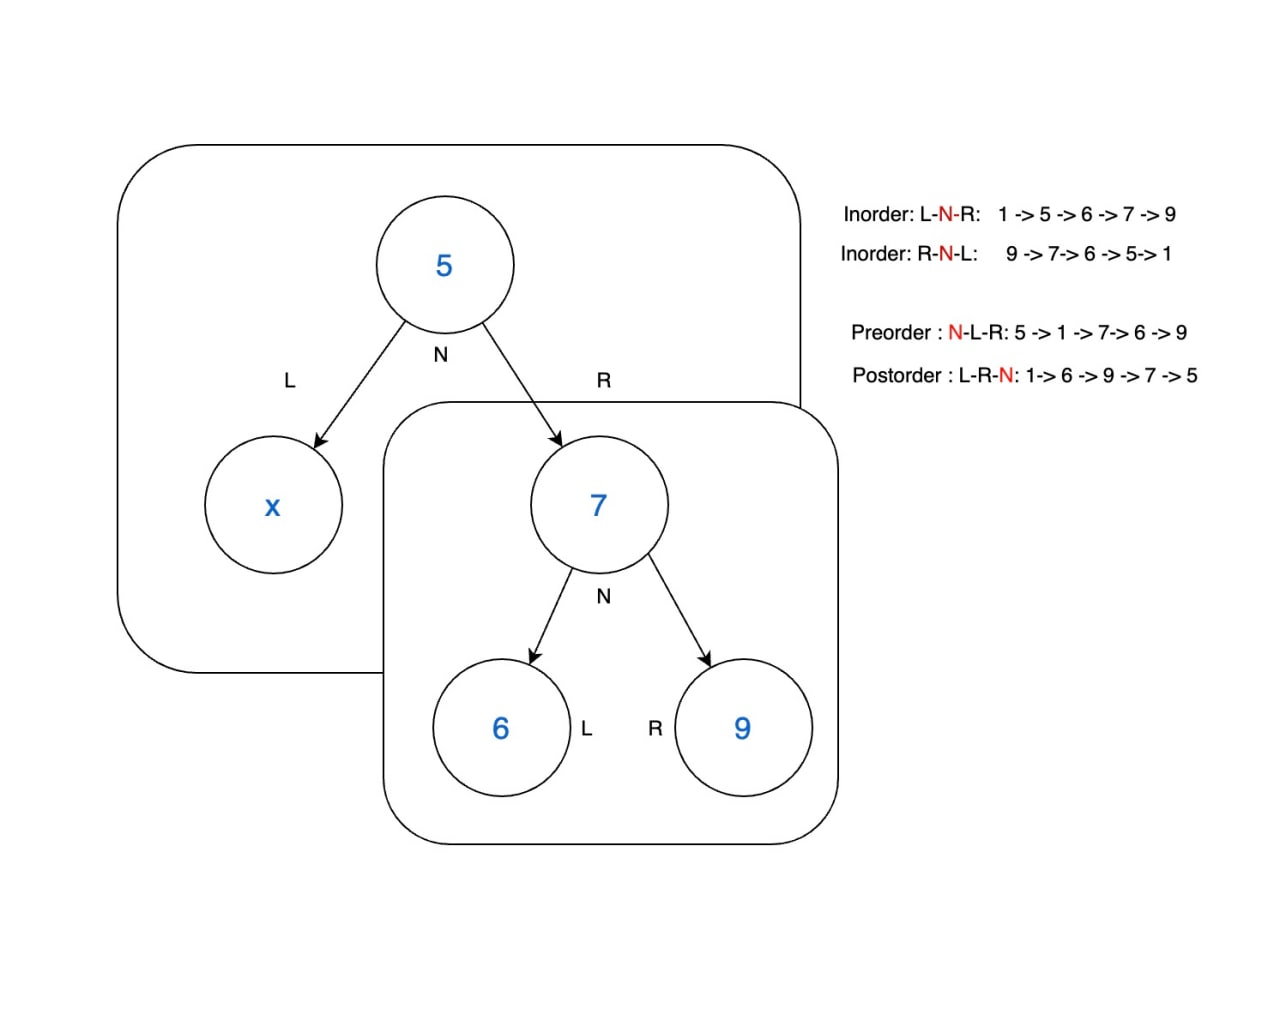 5
N
L
R
x
7
N
6
L
R
9
Inorder: L-N-R: 1 -> 5 -> 6 -> 7 -> 9
Inorder: R-N-L: 9 -> 7-> 6 -> 5-> 1
Preorder : N-L-R: 5 -> 1 -> 7-> 6 -> 9
Postorder : L-R-N: 1-> 6 -> 9 -> 7 -> 5